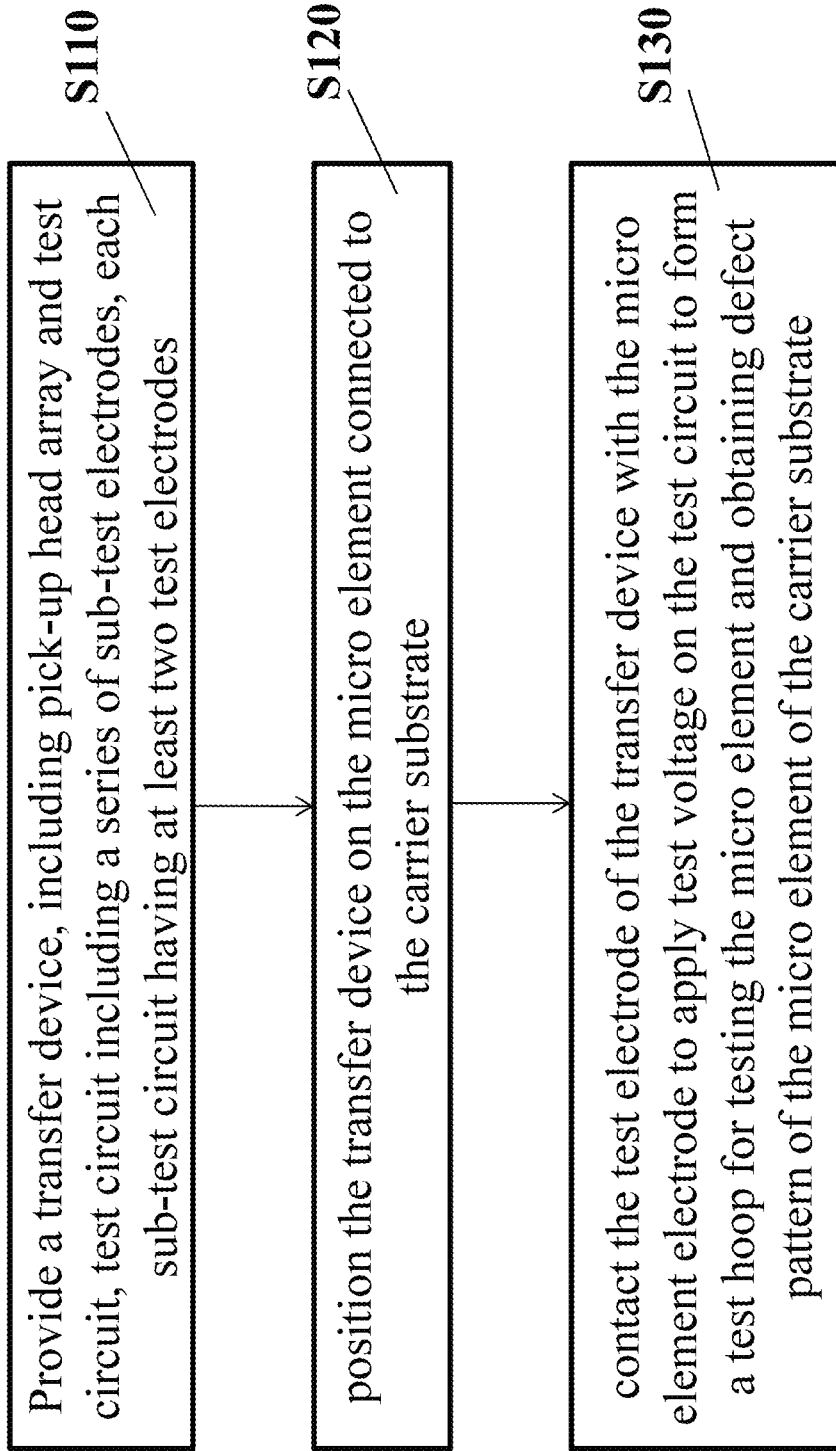 Provide a transfer device, including pick-up head array and test
circuit, test circuit including a series of sub-test electrodes, each
sub-test circuit having at least two test electrodes
S110
position the transfer device on the micro element connected to
the carrier substrate
S120
contact the test electrode of the transfer device with the micro
element electrode to apply test voltage on the test circuit to form
a test hoop for testing the micro element and obtaining defect
pattern of the micro element of the carrier substrate
S130